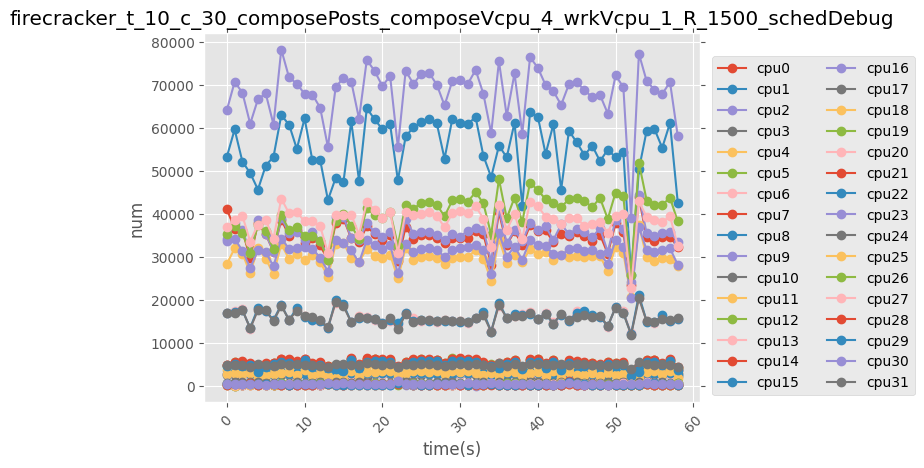 firecracker_t_10_c_30_composePosts_composeVcpu_4_wrkVcpu_1_R_1500_schedDebug
80000
70000
60000
50000
40000
30000
20000
10000
0
num
0
10
20
30
40
50
60
time(s)
cpu0
cpu1
cpu2
cpu3
cpu4
cpu5
cpu6
cpu7
cpu8
cpu9
cpu10
cpu11
cpu12
cpu13
cpu14
cpu15
cpu16
cpu17
cpu18
cpu19
cpu20
cpu21
cpu22
cpu23
cpu24
cpu25
cpu26
cpu27
cpu28
cpu29
cpu30
cpu31